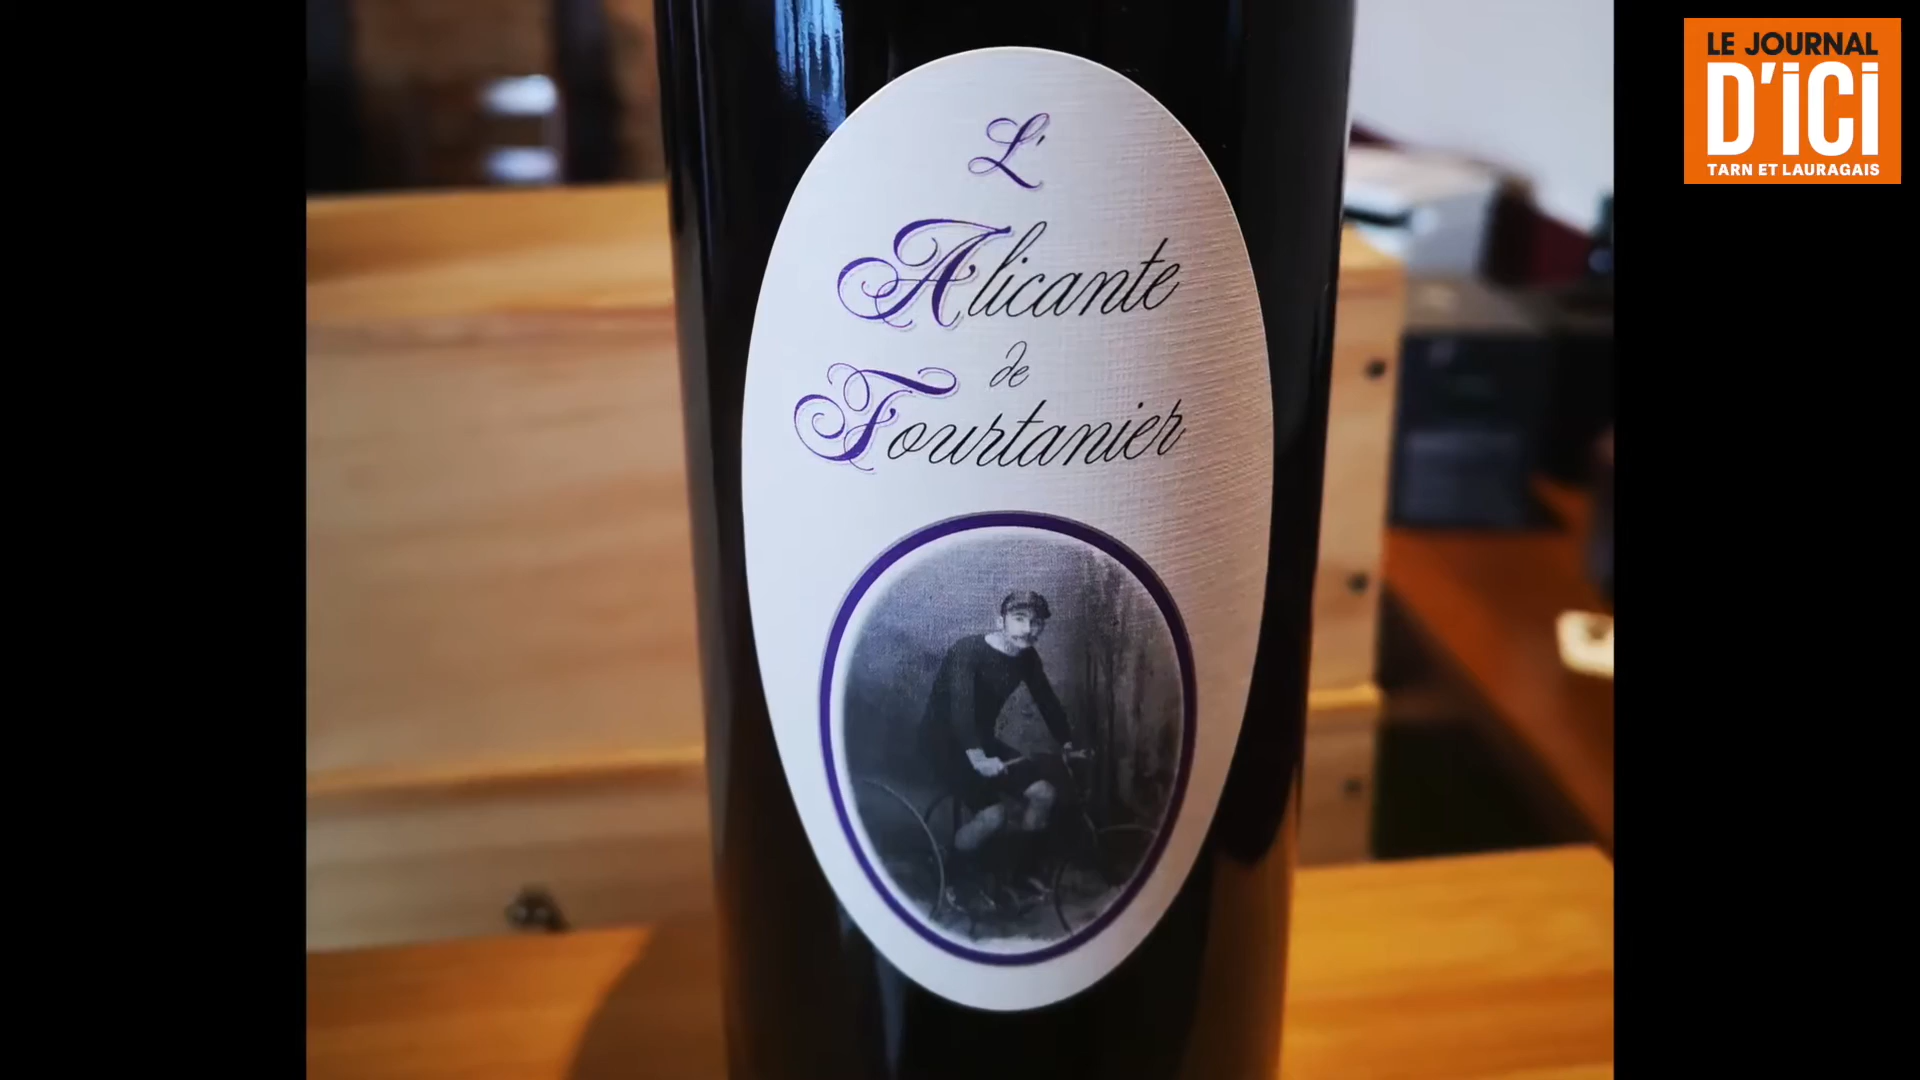 L'
Alicante
de
Fourtanier
LE JOURNAL
D'iCi
TARN ET LAURAGAIS